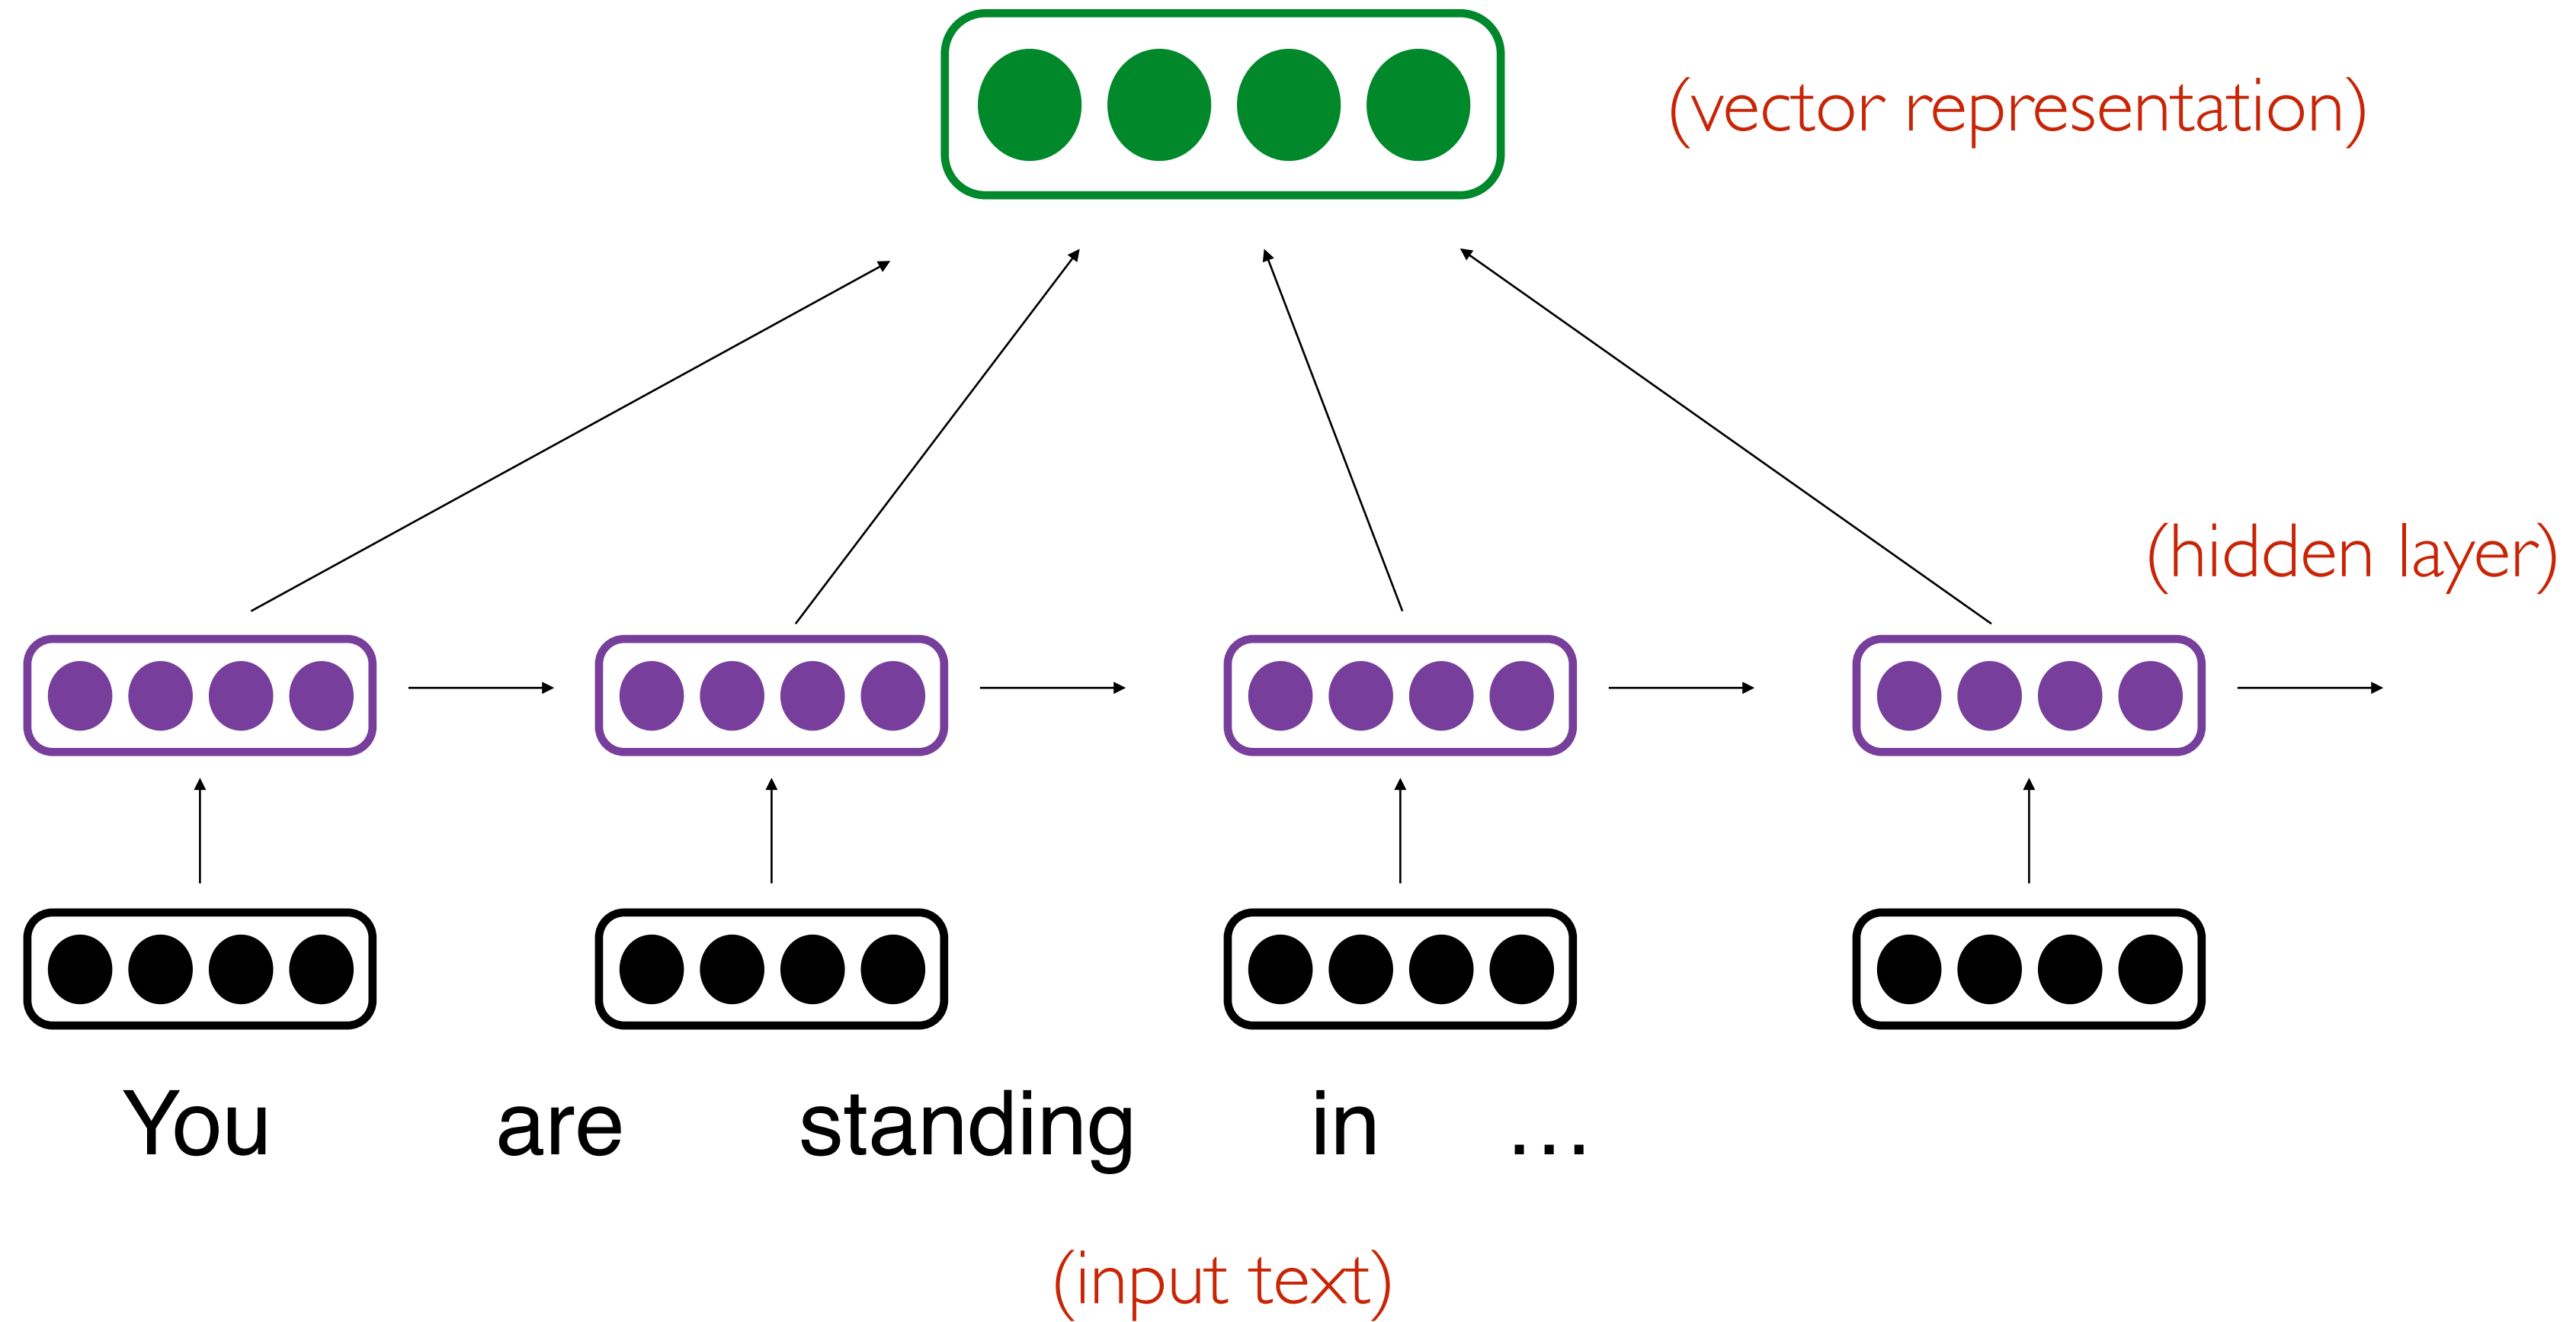 (vector representation)
(hidden layer)
You are standing in ...
(input text)